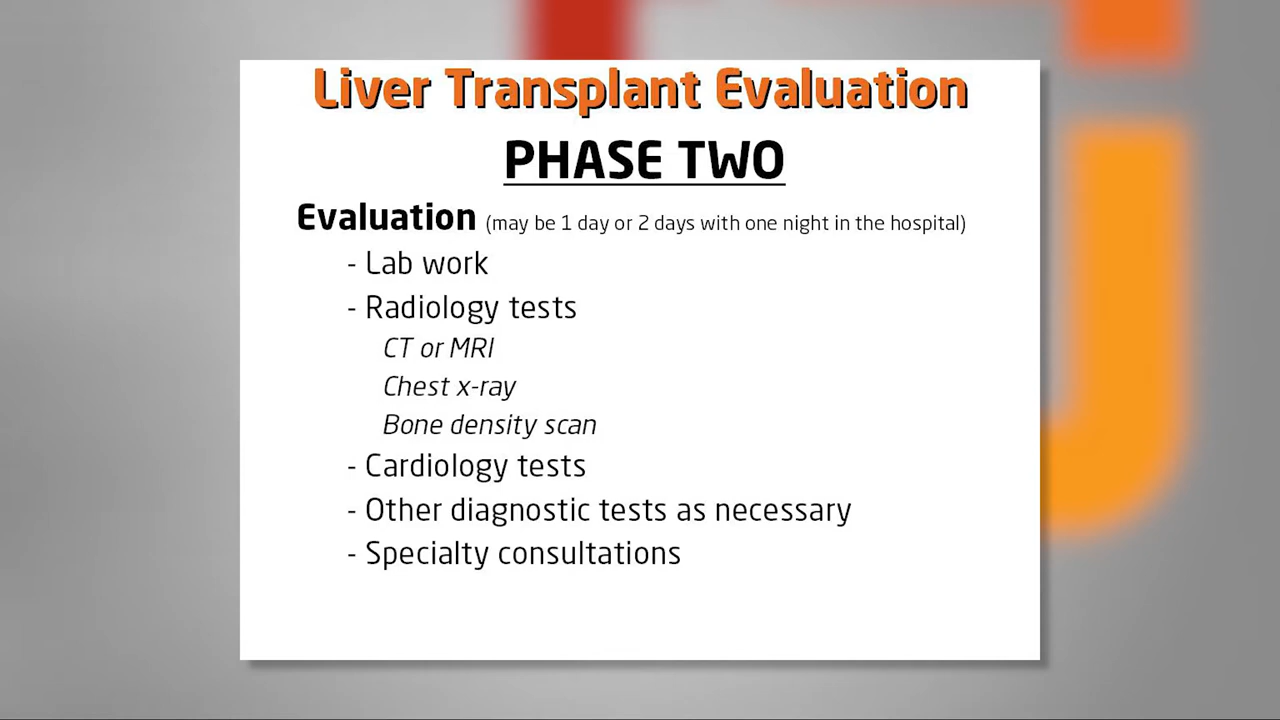 Liver Transplant Evaluation
PHASE TWO
Evaluation (may be 1 day or 2 days with one night in the hospital)
- Lab work
- Radiology tests
CT or MRI
Chest x-ray
Bone density scan
- Cardiology tests
- Other diagnostic tests as necessary
- Specialty consultations